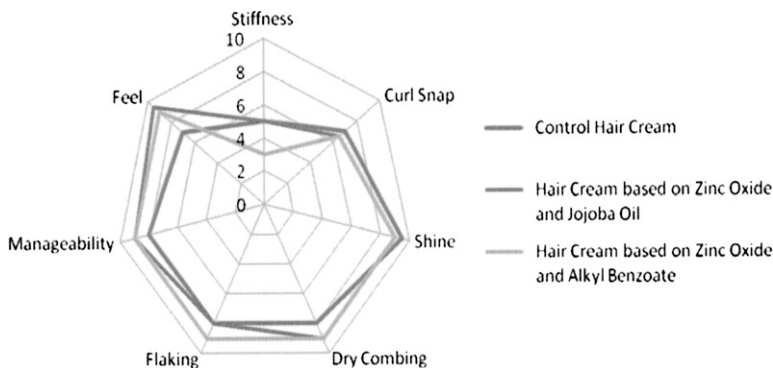 Stiffness
10
8
6
4
2
0
Curl Snap
Shine
Dry Combing
Flaking
Manageability
Feel
Control Hair Cream
Hair Cream based on Zinc Oxide
and Jojoba Oil
Hair Cream based on Zinc Oxide
and Alkyl Benzoate